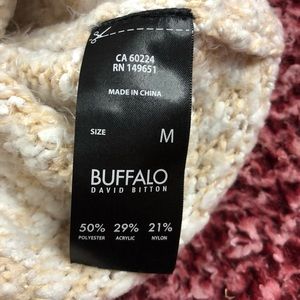 CA 60224
RN 149651
MADE IN CHINA
SIZE M
BUFFALO
DAVID BITTON
50% 29% 21%
POLYESTER ACRYLIC NYLON